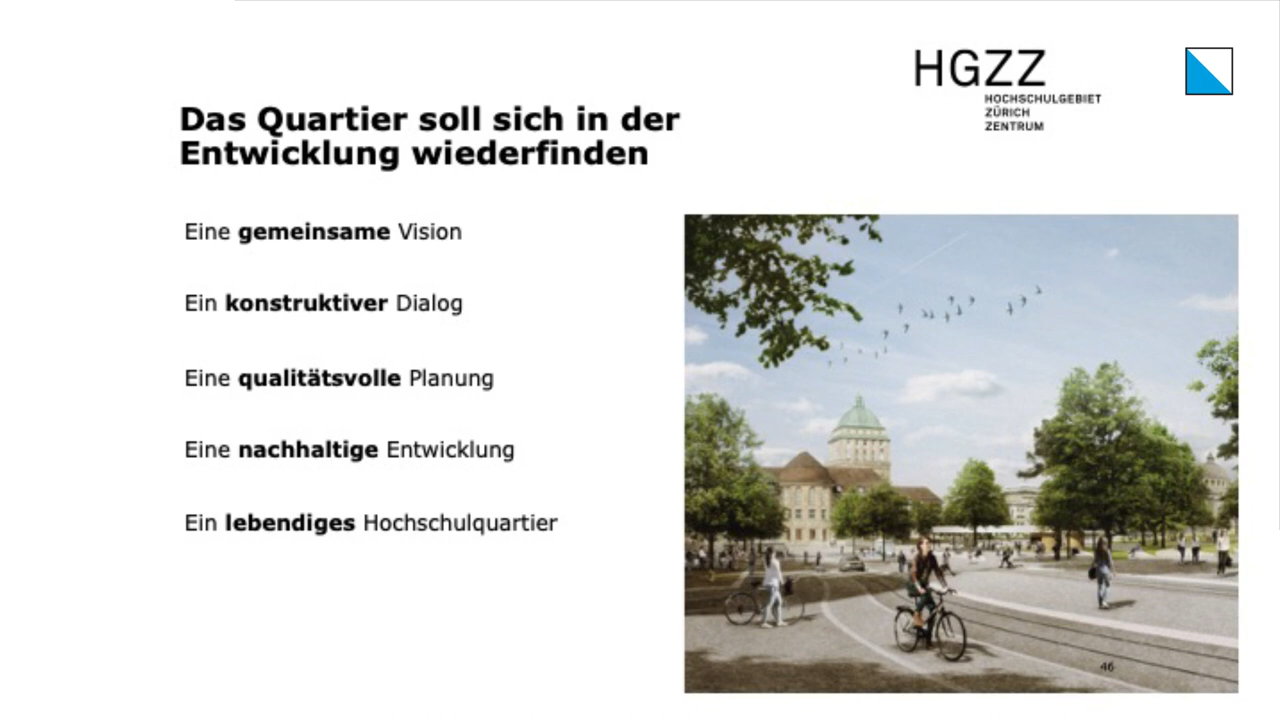 HGZZ
HOCHSCHULGEBIET
ZÜRICH
ZENTRUM
Das Quartier soll sich in der
Entwicklung wiederfinden
Eine gemeinsame Vision
Ein konstruktiver Dialog
Eine qualitätsvolle Planung
Eine nachhaltige Entwicklung
Ein lebendiges Hochschulquartier
46